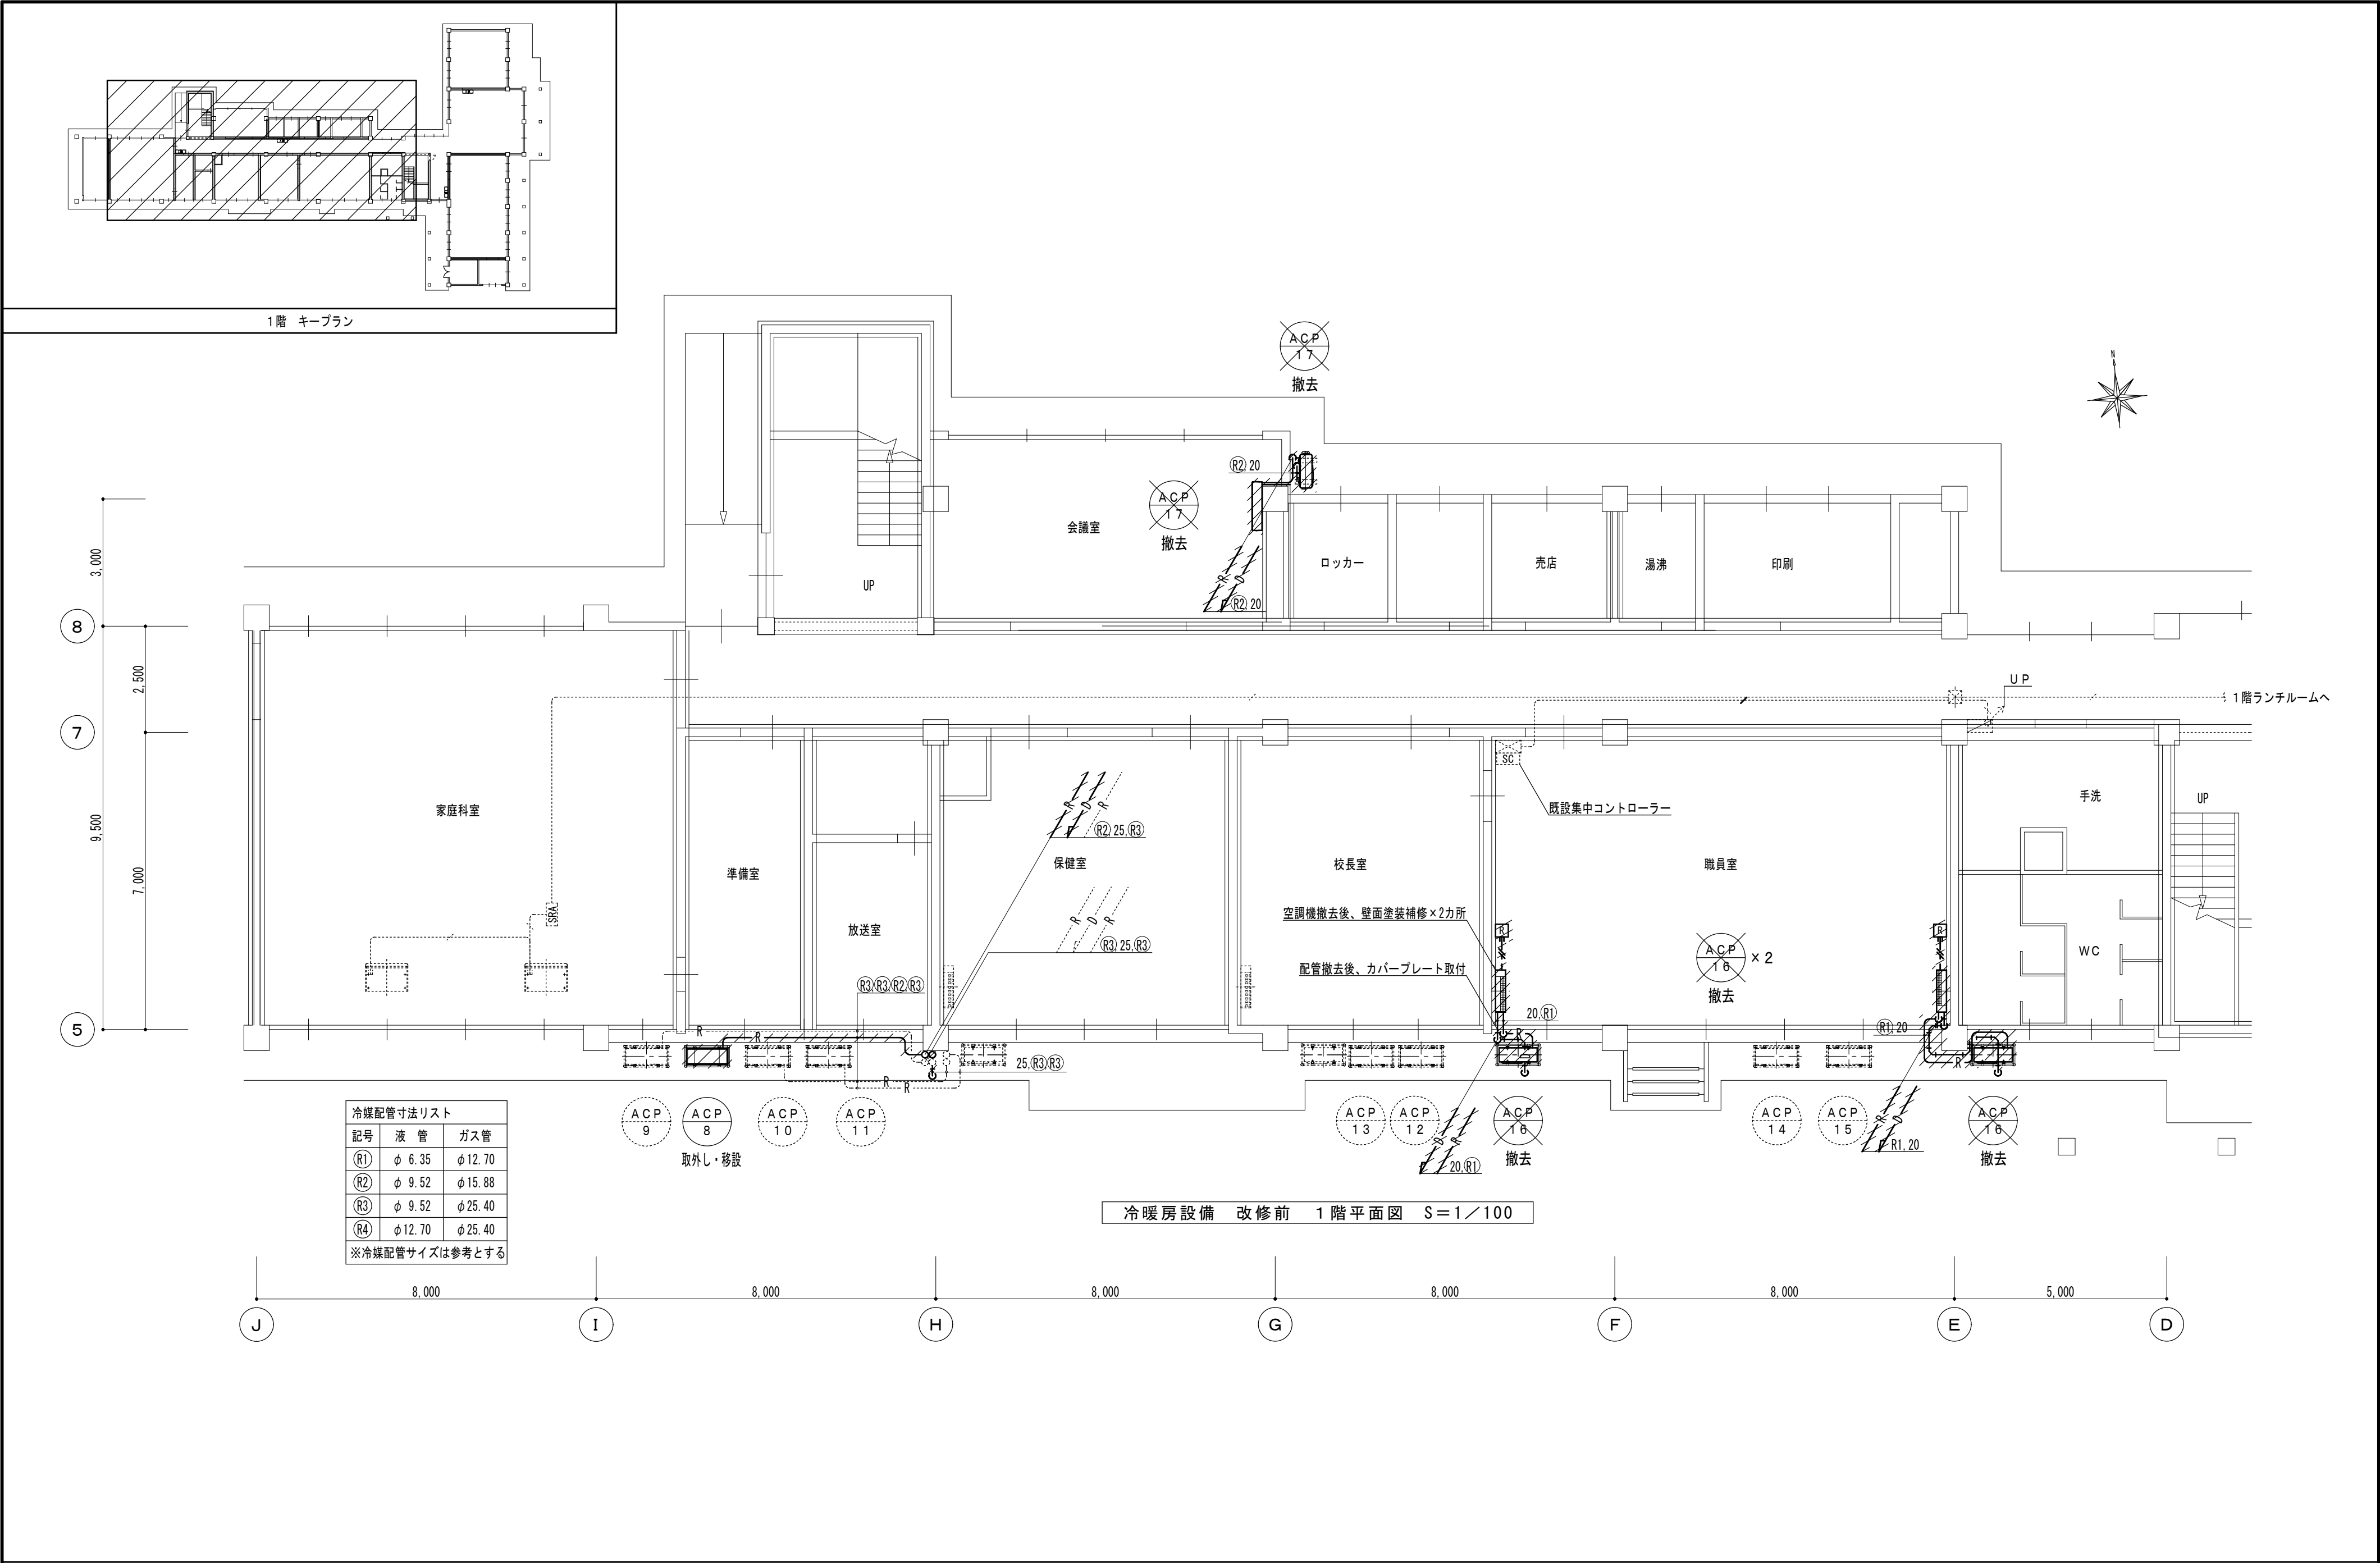 1階 キープラン
ACP
17
撤去
N
R2, 20
ACP
17
撤去
会議室
ロッカー
売店
湯沸
印刷
UP
R
D
R2, 20
3,000
8
2,500
7
9,500
7,000
5
UP
1階ランチルームへ
SC
既設集中コントローラー
手洗
UP
家庭科室
R
D
R
R2, 25, R3
保健室
校長室
職員室
準備室
SRA
放送室
R
D
R
R3, 25, R3
空調機撤去後、壁面塗装補修×2カ所
配管撤去後、カバープレート取付
R
R
ACP
16
×2
撤去
WC
R3, R3, R2, R3
20, R1
R1, 20
R
R
R
R
25, R3, R3
R
R
ACP
9
ACP
8
取外し・移設
ACP
10
ACP
11
ACP
13
ACP
12
ACP
16
撤去
D
R
20, R1
ACP
14
ACP
15
R
D
R1, 20
ACP
16
撤去
冷媒配管寸法リスト
記号 液 管 ガス管
R1 φ 6.35 φ12.70
R2 φ 9.52 φ15.88
R3 φ 9.52 φ25.40
R4 φ12.70 φ25.40
※冷媒配管サイズは参考とする
冷暖房設備 改修前 1階平面図 S=1/100
8,000 8,000 8,000 8,000 8,000 5,000
J I H G F E D